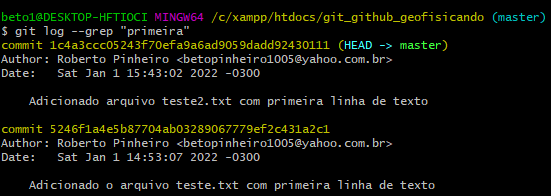 beto1@DESKTOP-HFTIOCI MINGW64 /c/xampp/htdocs/git_github_geofisicando (master)
$ git log --grep "primeira"
commit 1c4a3ccc05243f70efa9a6ad9059dadd92430111 (HEAD -> master)
Author: Roberto Pinheiro <betopinheiro1005@yahoo.com.br>
Date:   Sat Jan 1 15:43:02 2022 -0300
Adicionado arquivo teste2.txt com primeira linha de texto
commit 5246f1a4e5b87704ab03289067779ef2c431a2c1
Author: Roberto Pinheiro <betopinheiro1005@yahoo.com.br>
Date:   Sat Jan 1 14:53:07 2022 -0300
Adicionado o arquivo teste.txt com primeira linha de texto